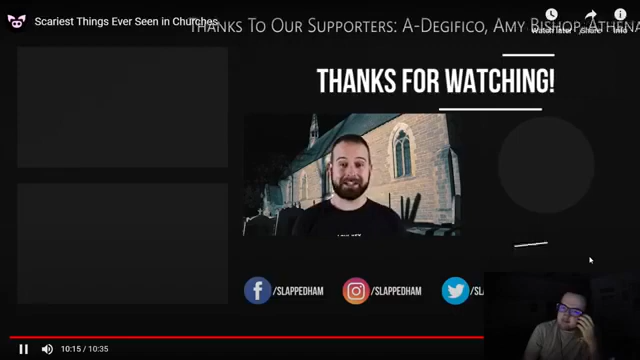 Scariest Things Ever Seen in Churches
THANKS TO OUR SUPPORTERS: A-DEGIFICO, AMY BISHOP, ATHENA
Watch later
Share
Info
THANKS FOR WATCHING!
/SLAPPEDHAM
/SLAPPEDHAM
/SLA
10:15 / 10:35